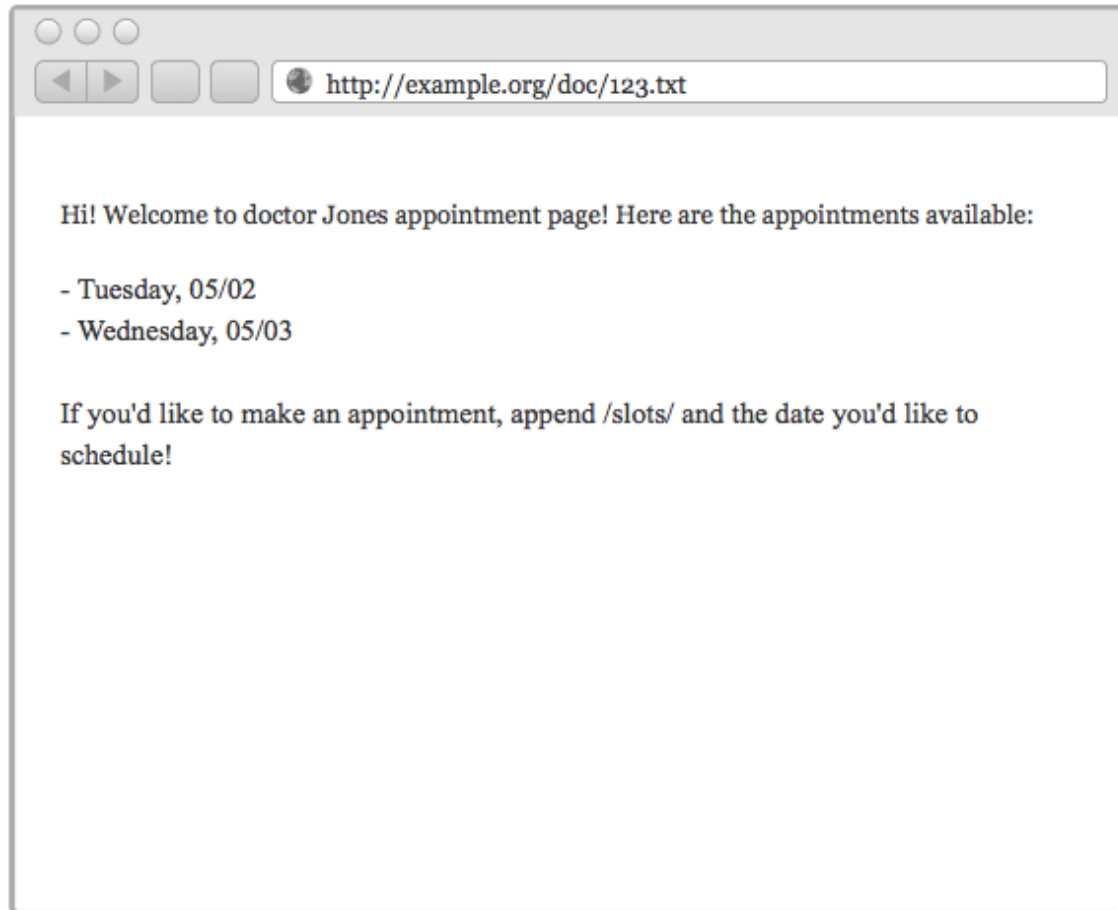 http://example.org/doc/123.txt
Hi! Welcome to doctor Jones appointment page! Here are the appointments available:
- Tuesday, 05/02
- Wednesday, 05/03
If you'd like to make an appointment, append /slots/ and the date you'd like to
schedule!